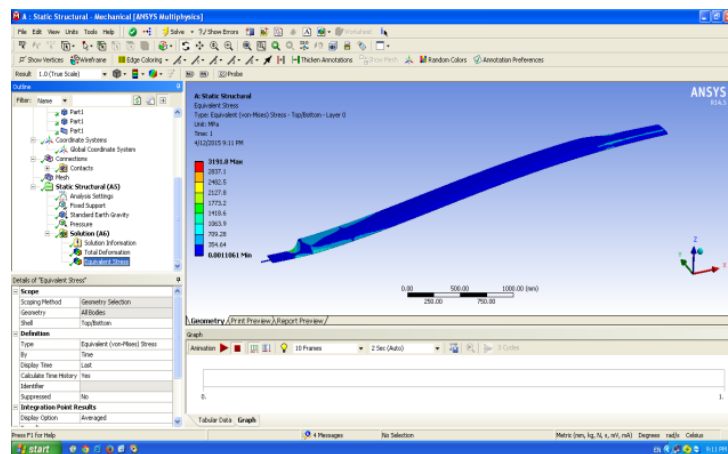 A : Static Structural - Mechanical [ANSYS Multiphysics]
File Edit View Units Tools Help Solve ?/Show Errors Worksheet
Show Vertices Wireframe Edge Coloring Thicken Annotations Show Mesh Random Colors Annotation Preferences
Result 1.0 (True Scale) Probe
Outline
Filter: Name
Part1
Part1
Part1
Coordinate Systems
Global Coordinate System
Connections
Contacts
Mesh
Static Structural (A5)
Analysis Settings
Fixed Support
Standard Earth Gravity
Pressure
Solution (A6)
Solution Information
Total Deformation
Equivalent Stress
Details of "Equivalent Stress"
Scope
Scoping Method Geometry Selection
Geometry All Bodies
Shell Top/Bottom
Definition
Type Equivalent (von-Mises) Stress
By Time
Display Time Last
Calculate Time History Yes
Identifier
Suppressed No
Integration Point Results
Display Option Averaged
A: Static Structural
Equivalent Stress
Type: Equivalent (von-Mises) Stress - Top/Bottom - Layer 0
Unit: MPa
Time: 1
4/12/2015 9:11 PM
3191.8 Max
2837.1
2482.5
2127.8
1773.2
1418.6
1063.9
709.28
354.64
0.0011061 Min
ANSYS
R14.5
Z
Y
X
0.00 500.00 1000.00 (mm)
250.00 750.00
Geometry Print Preview Report Preview
Graph
Animation 10 Frames 2 Sec (Auto) 3 Cycles
0. 1.
Tabular Data Graph
Press F1 for Help 4 Messages No Selection Metric (mm, kg, N, s, mV, mA) Degrees rad/s Celsius
start EN 9:11 PM